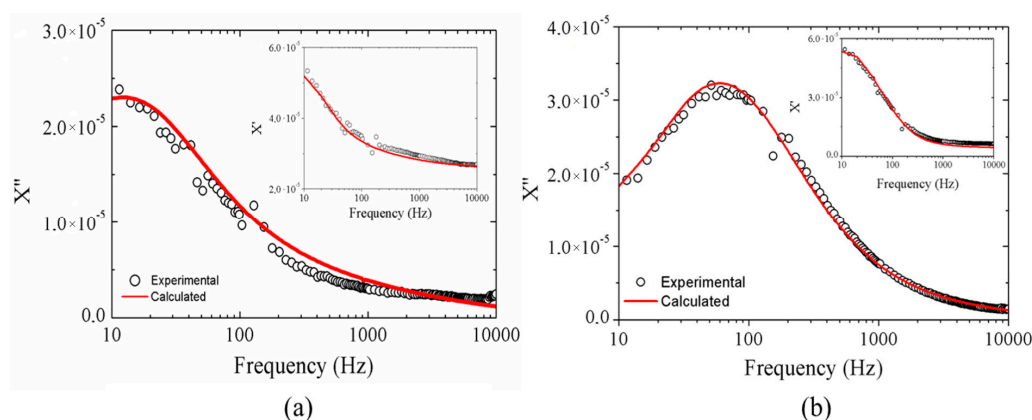 3.0×10⁻⁵
2.0×10⁻⁵
1.0×10⁻⁵
0.0
X"
10
100
1000
10000
Frequency (Hz)
Experimental
Calculated
6.0×10⁻⁵
4.0×10⁻⁵
2.0×10⁻⁵
X'
10
100
1000
10000
Frequency (Hz)
(a)
4.0×10⁻⁵
3.0×10⁻⁵
2.0×10⁻⁵
1.0×10⁻⁵
0.0
X"
10
100
1000
10000
Frequency (Hz)
Experimental
Calculated
6.0×10⁻⁵
3.0×10⁻⁵
0.0
X'
10
100
1000
10000
Frequency (Hz)
(b)